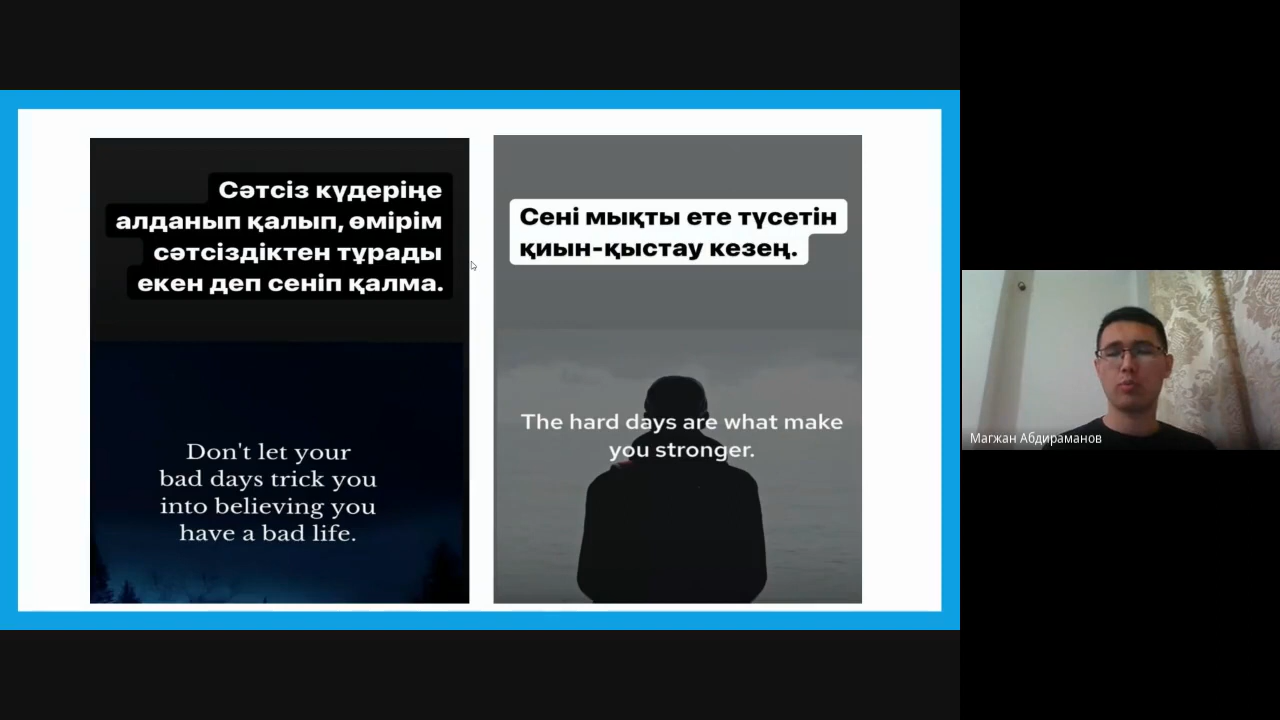 Сәтсіз күдеріңе
алданып қалып, өмірім
сәтсіздіктен тұрады
екен деп сеніп қалма.
Don't let your
bad days trick you
into believing you
have a bad life.
Сені мықты ете түсетін
қиын-қыстау кезең.
The hard days are what make
you stronger.
Магжан Абдираманов